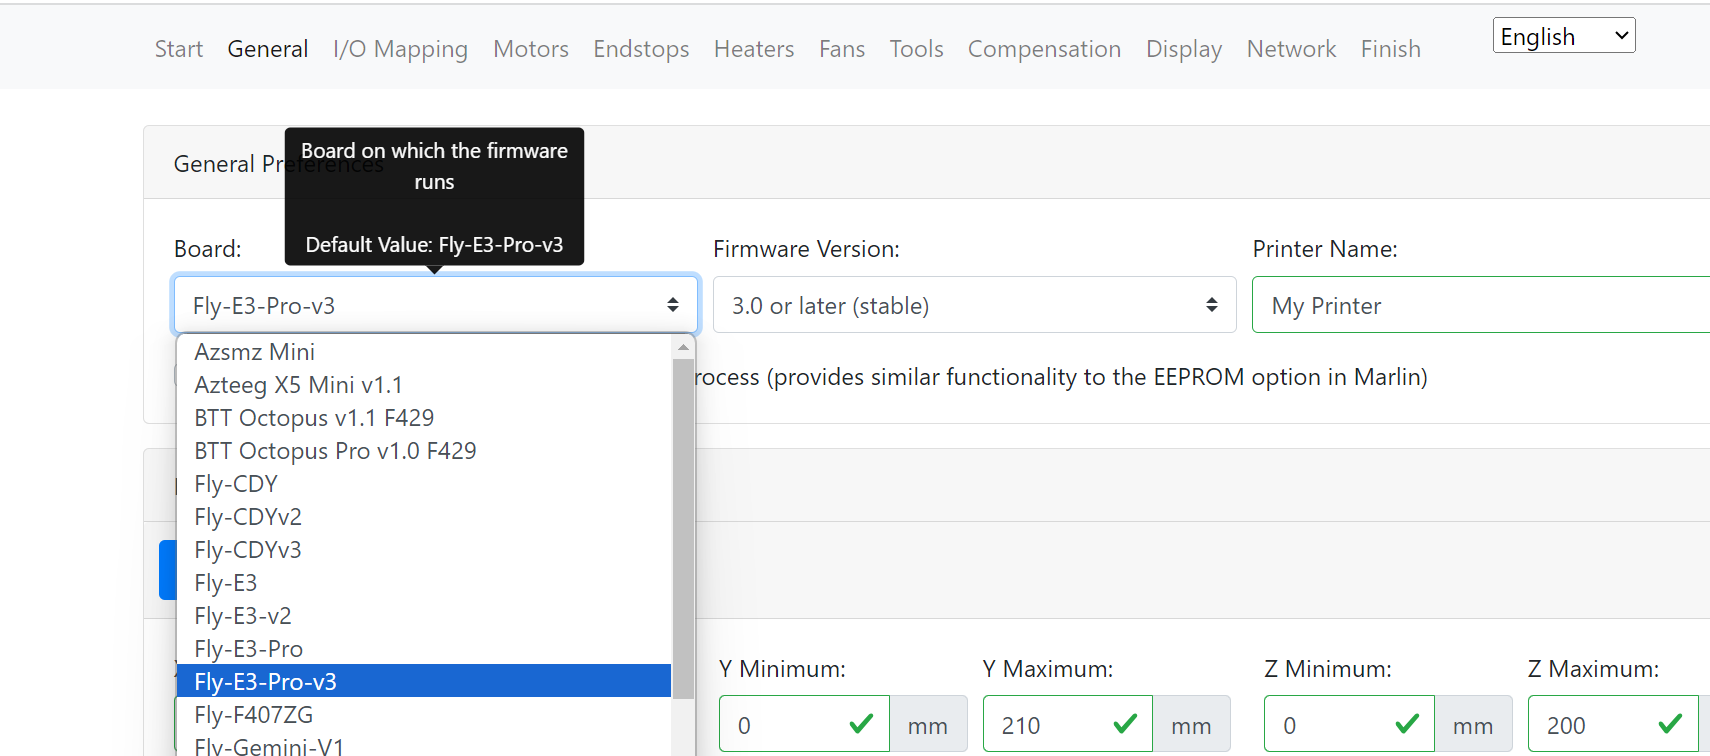 Start General I/O Mapping Motors Endstops Heaters Fans Tools Compensation Display Network Finish English
General Preferences
Board on which the firmware
runs
Default Value: Fly-E3-Pro-v3
Board: Firmware Version: Printer Name:
Fly-E3-Pro-v3 3.0 or later (stable) My Printer
rocess (provides similar functionality to the EEPROM option in Marlin)
Azsmz Mini
Azteeg X5 Mini v1.1
BTT Octopus v1.1 F429
BTT Octopus Pro v1.0 F429
Fly-CDY
Fly-CDYv2
Fly-CDYv3
Fly-E3
Fly-E3-v2
Fly-E3-Pro
Fly-E3-Pro-v3
Fly-F407ZG
Fly-Gemini-V1
Y Minimum: Y Maximum: Z Minimum: Z Maximum:
0 mm 210 mm 0 mm 200